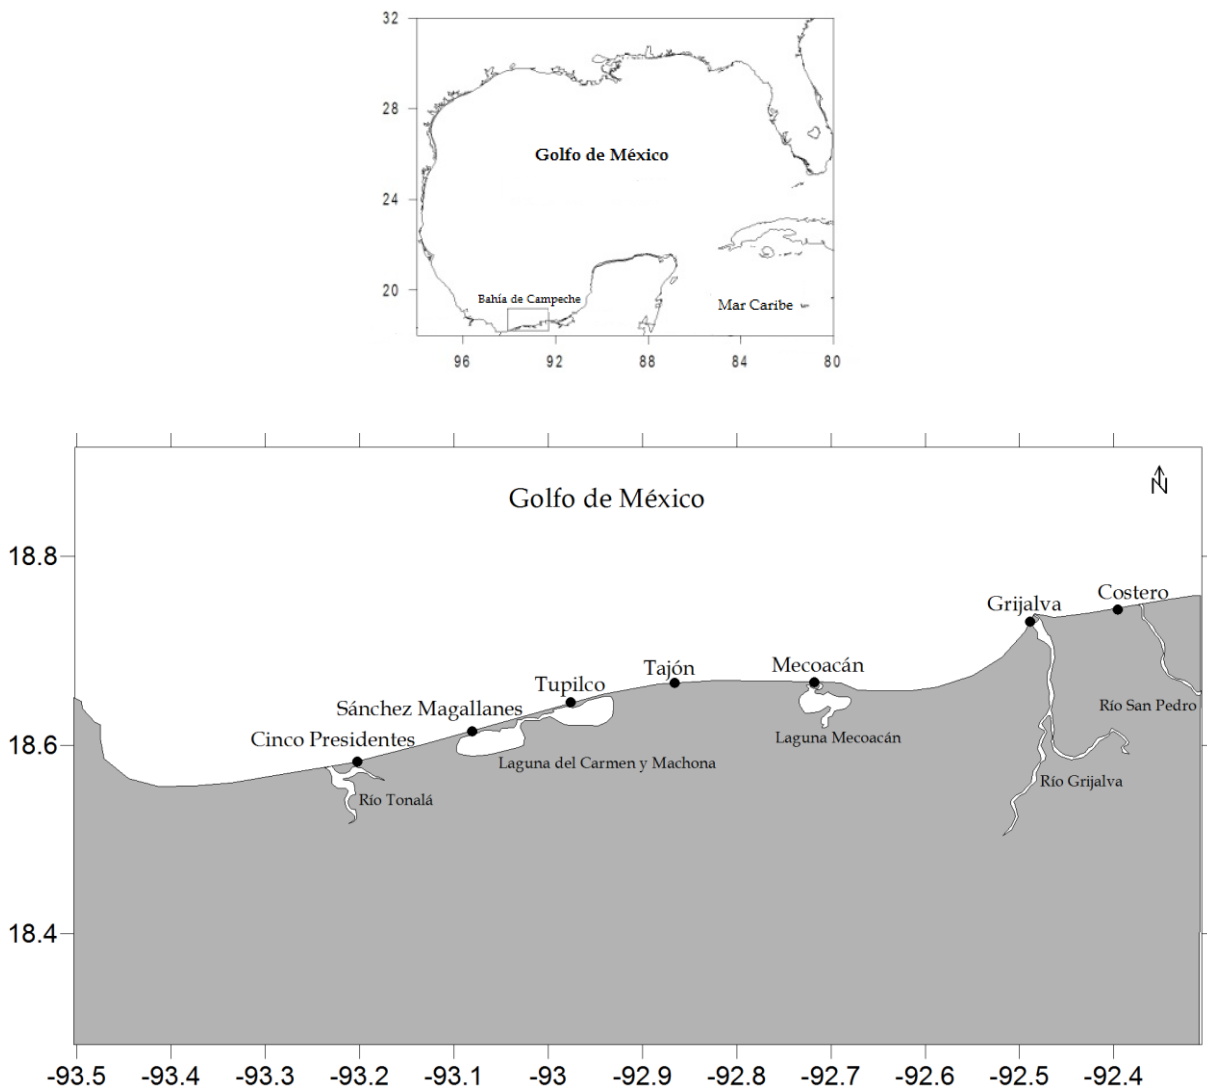 32
28
Golfo de México
24
20
Bahía de Campeche
Mar Caribe
96
92
88
84
80
-93.5
-93.4
-93.3
-93.2
-93.1
-93
-92.9
-92.8
-92.7
-92.6
-92.5
-92.4
Golfo de México
N
18.8
18.6
18.4
Costero
Grijalva
Mecoacán
Tajón
Tupilco
Sánchez Magallanes
Cinco Presidentes
Río San Pedro
Laguna Mecoacán
Laguna del Carmen y Machona
Río Grijalva
Río Tonalá